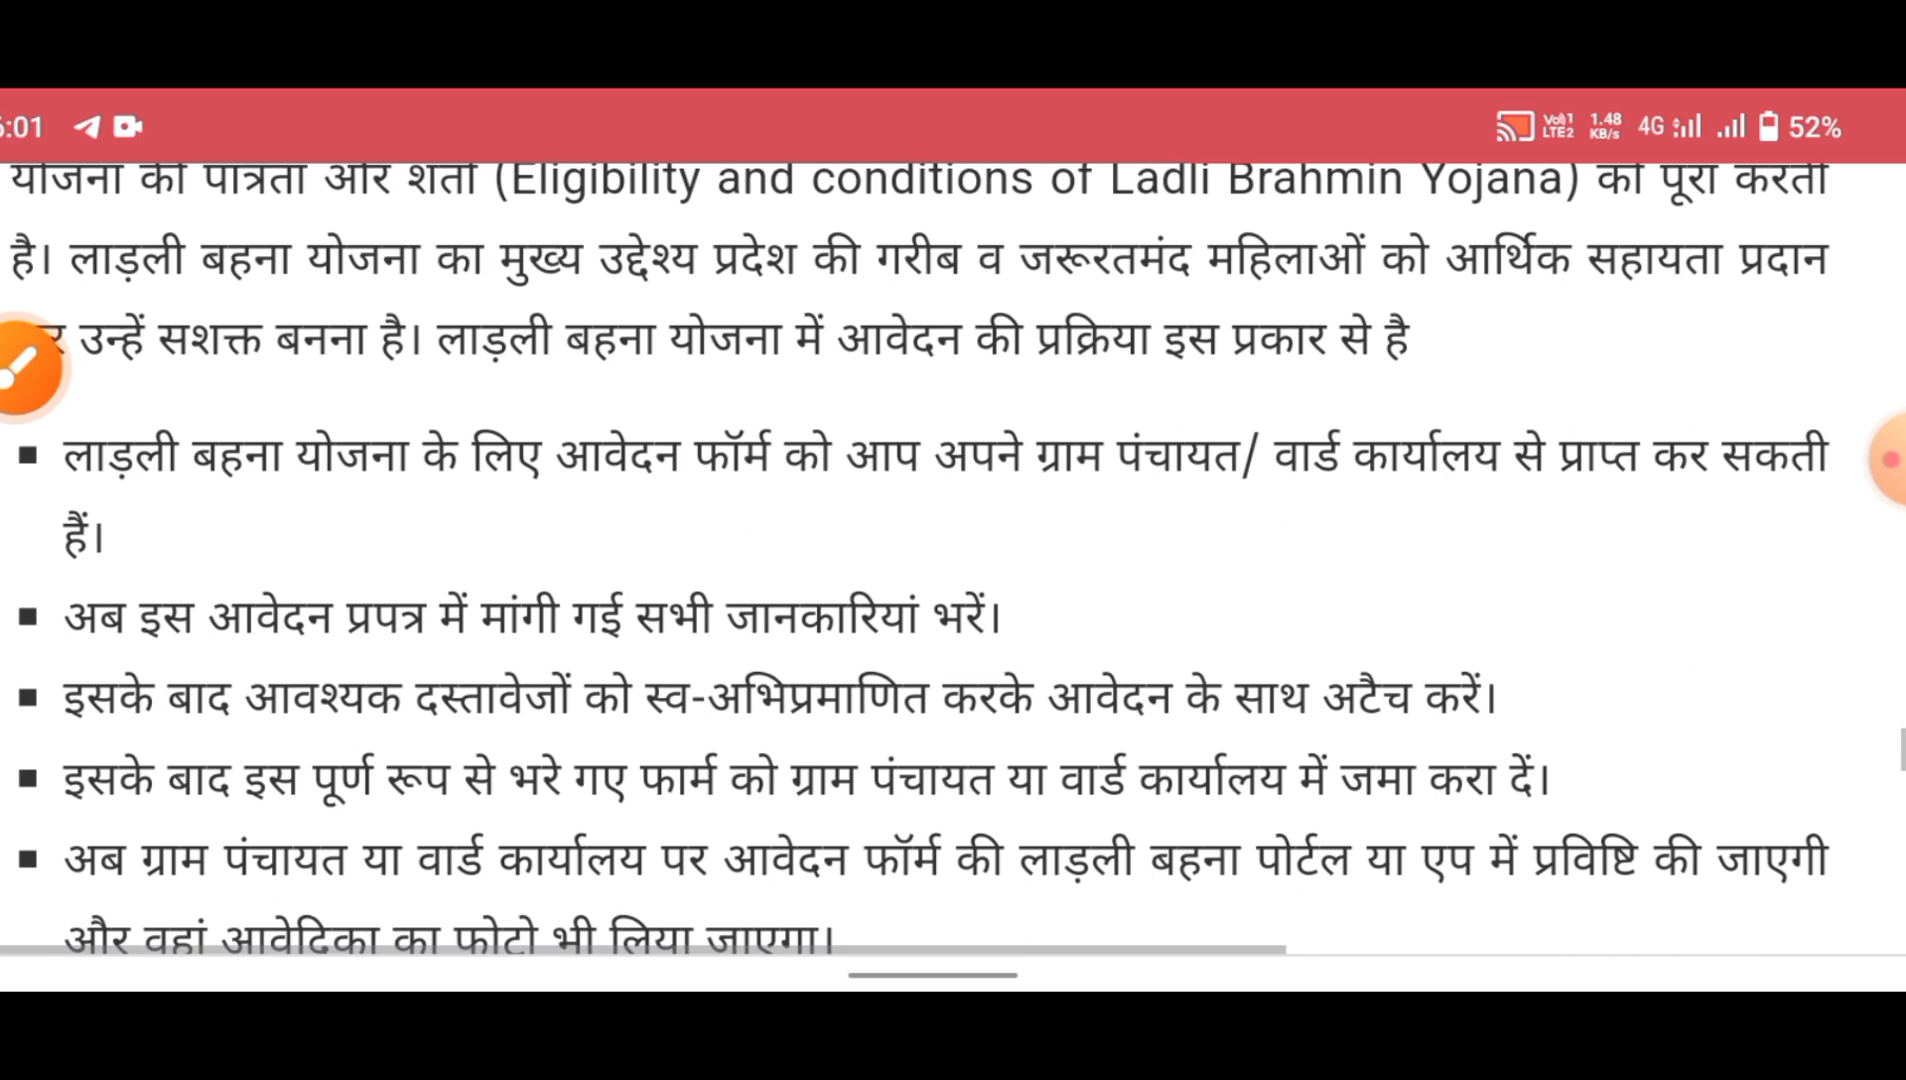 6:01 Vo) 1 LTE2 1.48 KB/s 4G 52%
योजना की पात्रता और शर्तों (Eligibility and conditions of Ladli Brahmin Yojana) को पूरा करती
है। लाड़ली बहना योजना का मुख्य उद्देश्य प्रदेश की गरीब व जरूरतमंद महिलाओं को आर्थिक सहायता प्रदान
उन्हें सशक्त बनना है। लाड़ली बहना योजना में आवेदन की प्रक्रिया इस प्रकार से है
▪ लाड़ली बहना योजना के लिए आवेदन फॉर्म को आप अपने ग्राम पंचायत/ वार्ड कार्यालय से प्राप्त कर सकती
हैं।
▪ अब इस आवेदन प्रपत्र में मांगी गई सभी जानकारियां भरें।
▪ इसके बाद आवश्यक दस्तावेजों को स्व-अभिप्रमाणित करके आवेदन के साथ अटैच करें।
▪ इसके बाद इस पूर्ण रूप से भरे गए फार्म को ग्राम पंचायत या वार्ड कार्यालय में जमा करा दें।
▪ अब ग्राम पंचायत या वार्ड कार्यालय पर आवेदन फॉर्म की लाड़ली बहना पोर्टल या एप में प्रविष्टि की जाएगी
और वहां आवेदिका का फोटो भी लिया जाएगा।